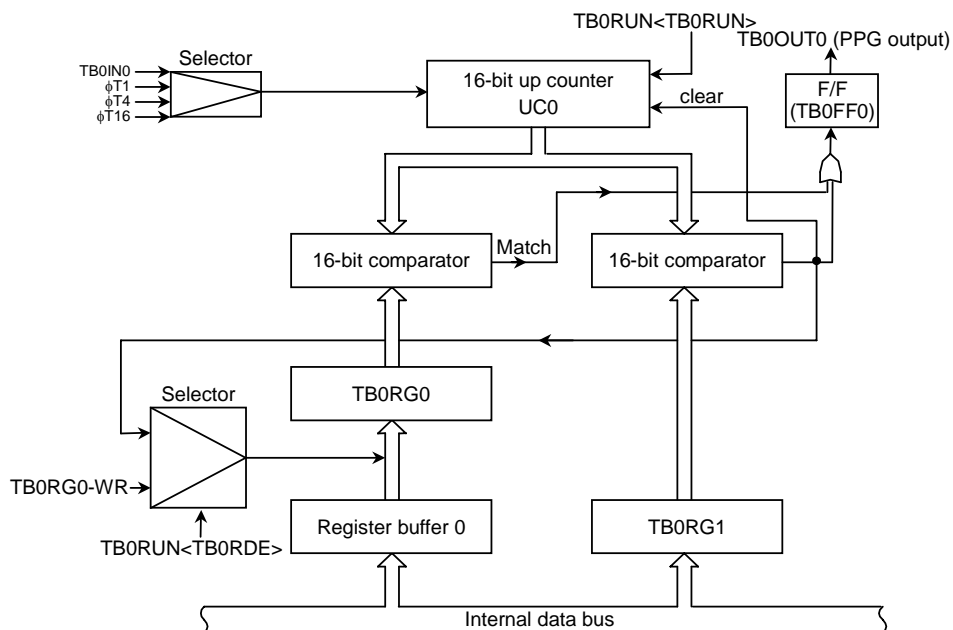 TB0RUN<TB0RUN>
TB0OUT0 (PPG output)
Selector
TB0IN0
φT1
φT4
φT16
16-bit up counter
UC0
clear
F/F
(TB0FF0)
16-bit comparator
Match
16-bit comparator
TB0RG0
Selector
TB0RG0-WR
TB0RUN<TB0RDE>
Register buffer 0
TB0RG1
Internal data bus